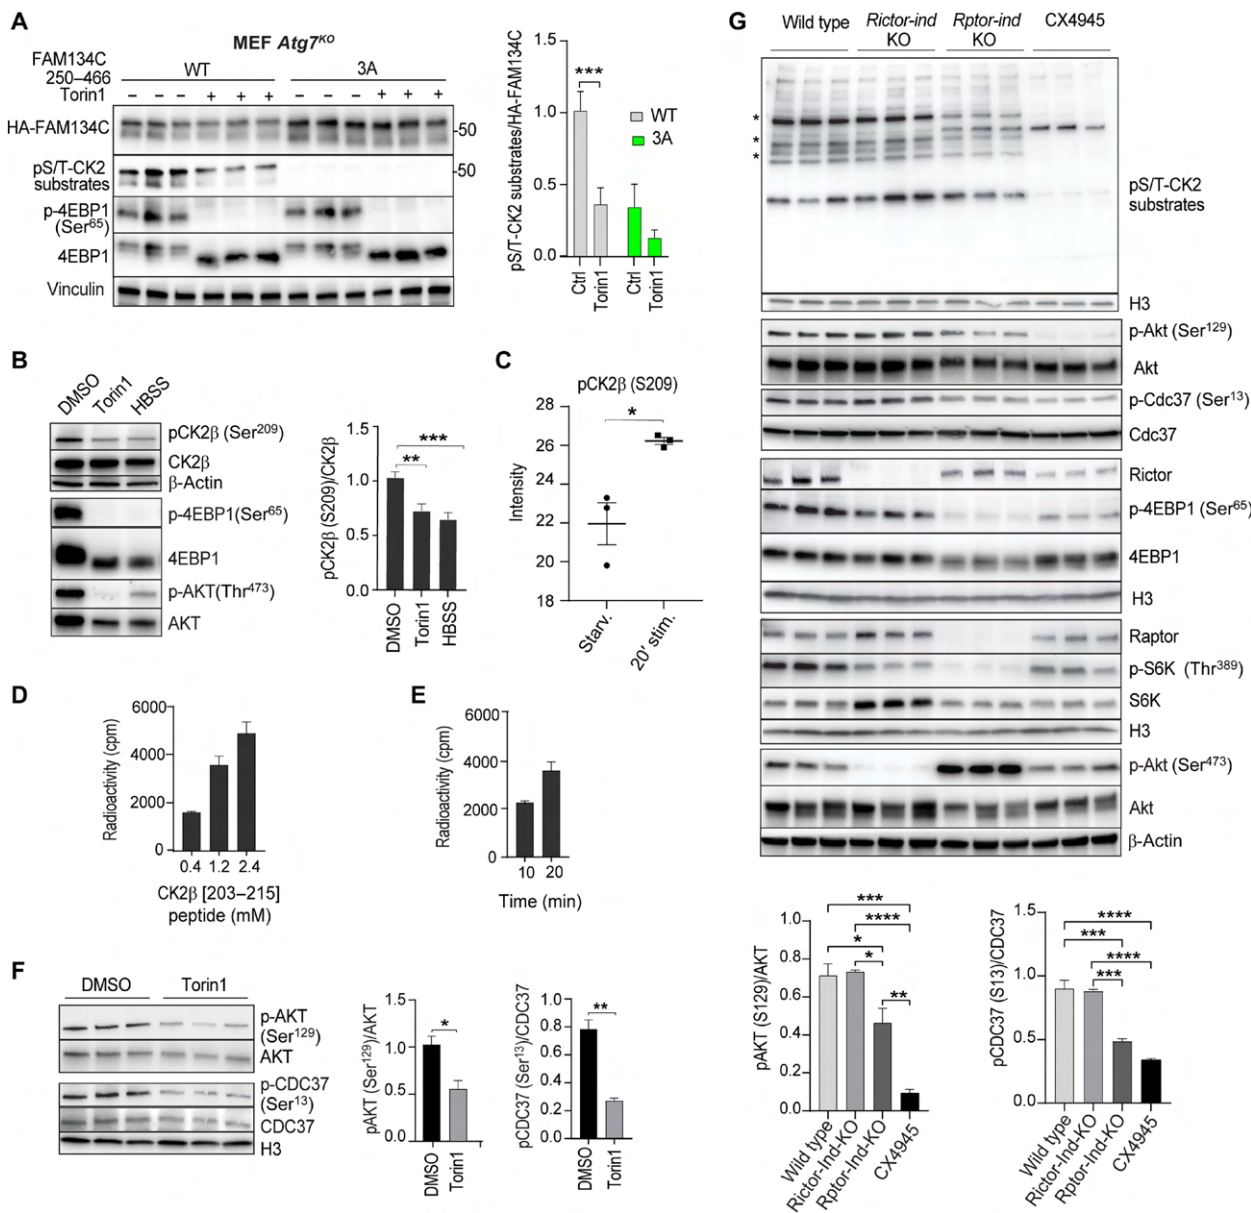 A
MEF Atg7KO
FAM134C
250–466
WT
3A
Torin1
– – – + + + – – – + + +
HA-FAM134C
-50
pS/T-CK2
substrates
-50
p-4EBP1
(Ser65)
4EBP1
Vinculin
pS/T-CK2 substrates/HA-FAM134C
1.5
1.0
0.5
0.0
***
WT
3A
Ctrl
Torin1
Ctrl
Torin1
B
DMSO
Torin1
HBSS
pCK2β (Ser209)
CK2β
β-Actin
p-4EBP1(Ser65)
4EBP1
p-AKT(Thr473)
AKT
pCK2β (S209)/CK2β
1.5
1.0
0.5
0.0
***
**
DMSO
Torin1
HBSS
C
pCK2β (S209)
Intensity
28
26
24
22
20
18
*
Starv.
20' stim.
D
Radioactivity (cpm)
6000
4000
2000
0
0.4 1.2 2.4
CK2β [203–215]
peptide (mM)
E
Radioactivity (cpm)
6000
4000
2000
0
10 20
Time (min)
F
DMSO
Torin1
p-AKT
(Ser129)
AKT
p-CDC37
(Ser13)
CDC37
H3
pAKT (Ser129)/AKT
1.5
1.0
0.5
0.0
*
DMSO
Torin1
pCDC37 (Ser13)/CDC37
1.0
0.8
0.6
0.4
0.2
0.0
**
DMSO
Torin1
G
Wild type
Rictor-ind
KO
Rptor-ind
KO
CX4945
*
*
*
pS/T-CK2
substrates
H3
p-Akt (Ser129)
Akt
p-Cdc37 (Ser13)
Cdc37
Rictor
p-4EBP1 (Ser65)
4EBP1
H3
Raptor
p-S6K (Thr389)
S6K
H3
p-Akt (Ser473)
Akt
β-Actin
pAKT (S129)/AKT
1.0
0.8
0.6
0.4
0.2
0.0
***
****
*
*
**
Wild type
Rictor-Ind-KO
Rptor-Ind-KO
CX4945
pCDC37 (S13)/CDC37
1.5
1.0
0.5
0.0
****
***
****
***
Wild type
Rictor-Ind-KO
Rptor-Ind-KO
CX4945